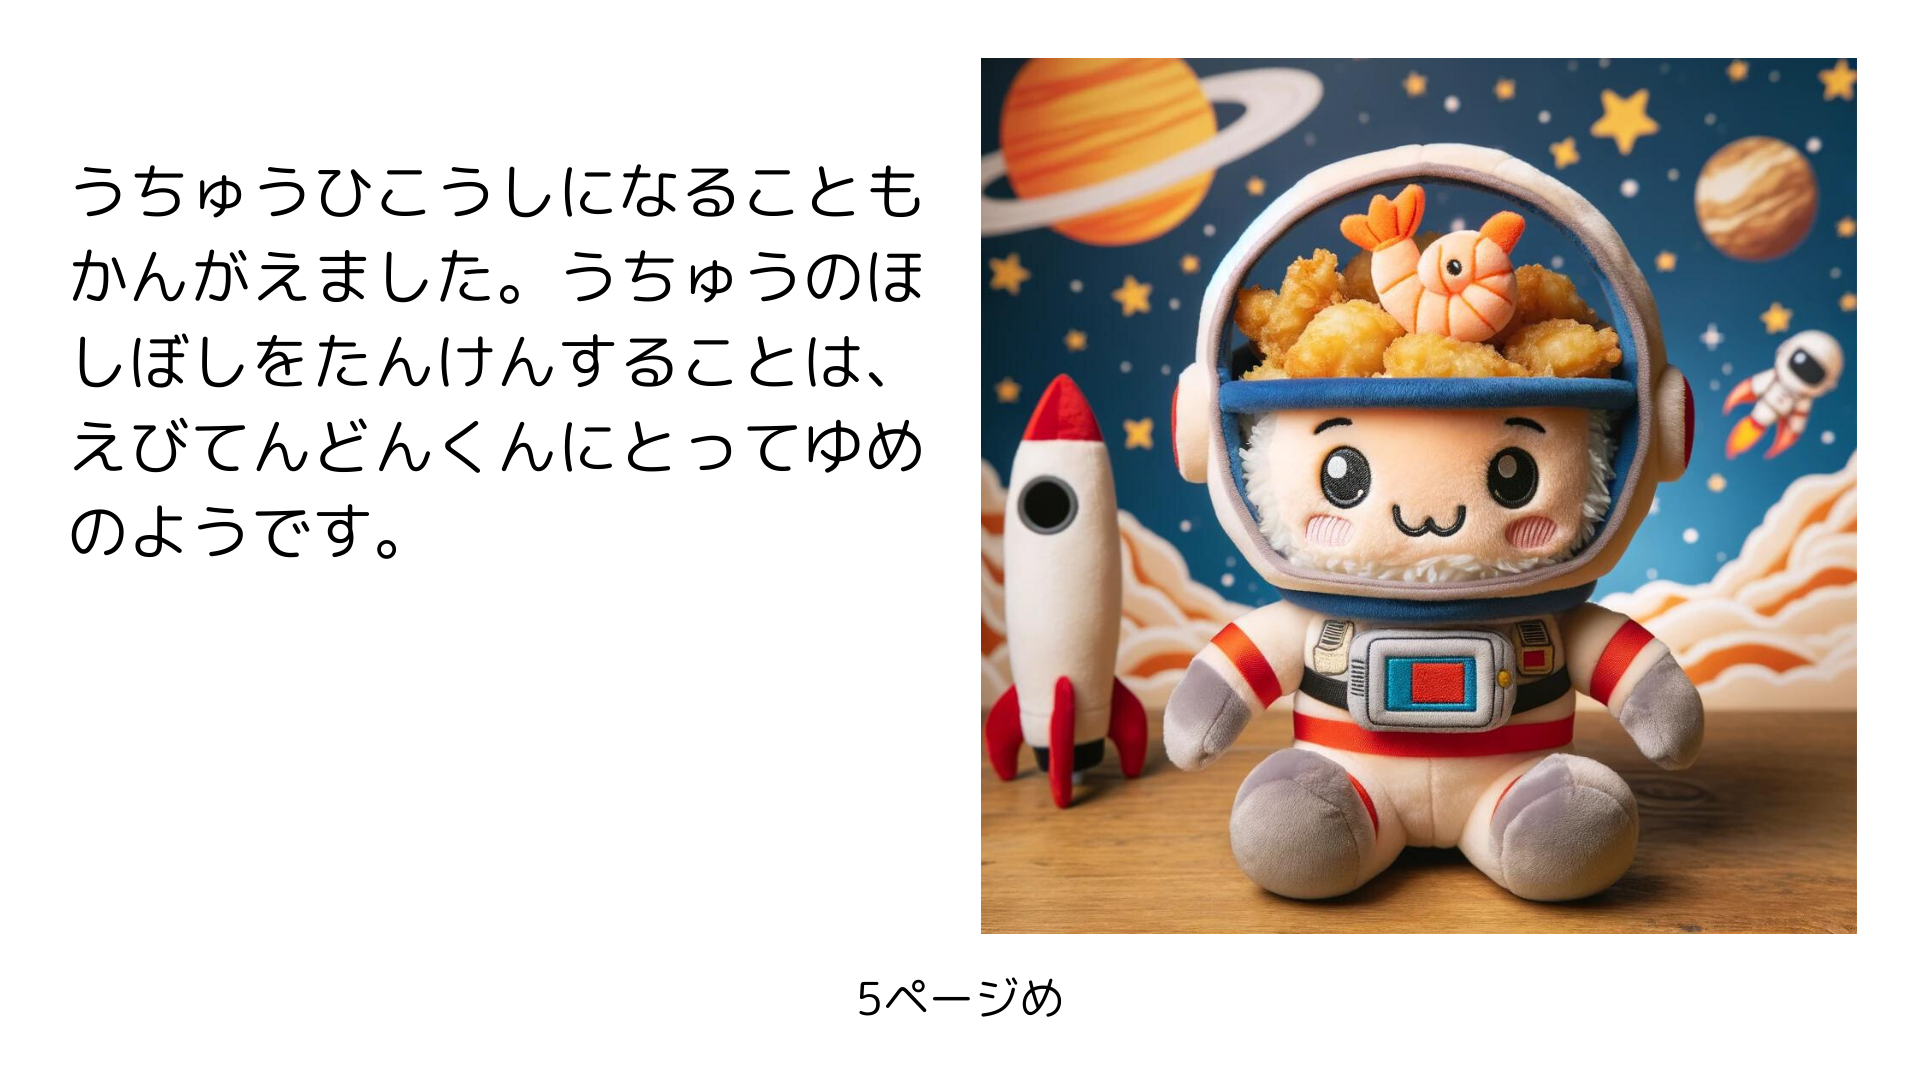 うちゅうひこうしになることも
かんがえました。うちゅうのほ
しぼしをたんけんすることは、
えびてんどんくんにとってゆめ
のようです。
5ページめ